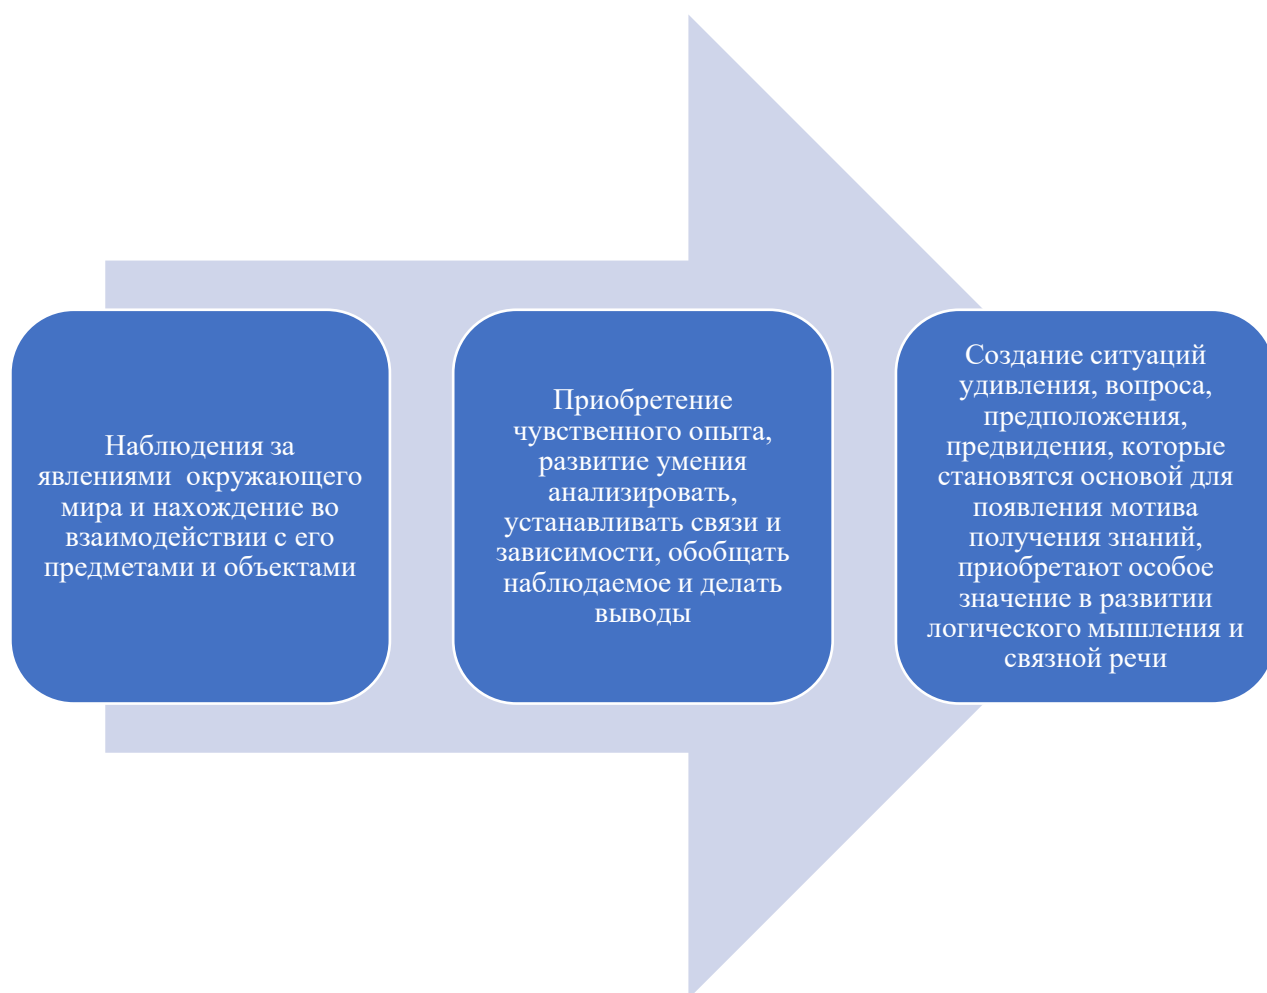 Наблюдения за
явлениями  окружающего
мира и нахождение во
взаимодействии с его
предметами и объектами
Приобретение
чувственного опыта,
развитие умения
анализировать,
устанавливать связи и
зависимости, обобщать
наблюдаемое и делать
выводы
Создание ситуаций
удивления, вопроса,
предположения,
предвидения, которые
становятся основой для
появления мотива
получения знаний,
приобретают особое
значение в развитии
логического мышления и
связной речи